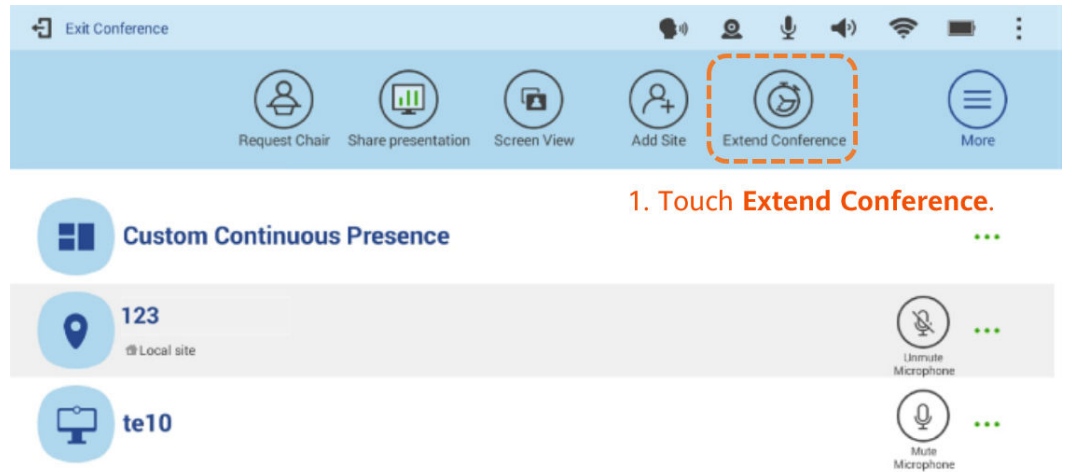 Exit Conference
Request Chair
Share presentation
Screen View
Add Site
Extend Conference
More
1. Touch Extend Conference.
Custom Continuous Presence
123
Local site
Unmute
Microphone
te10
Mute
Microphone